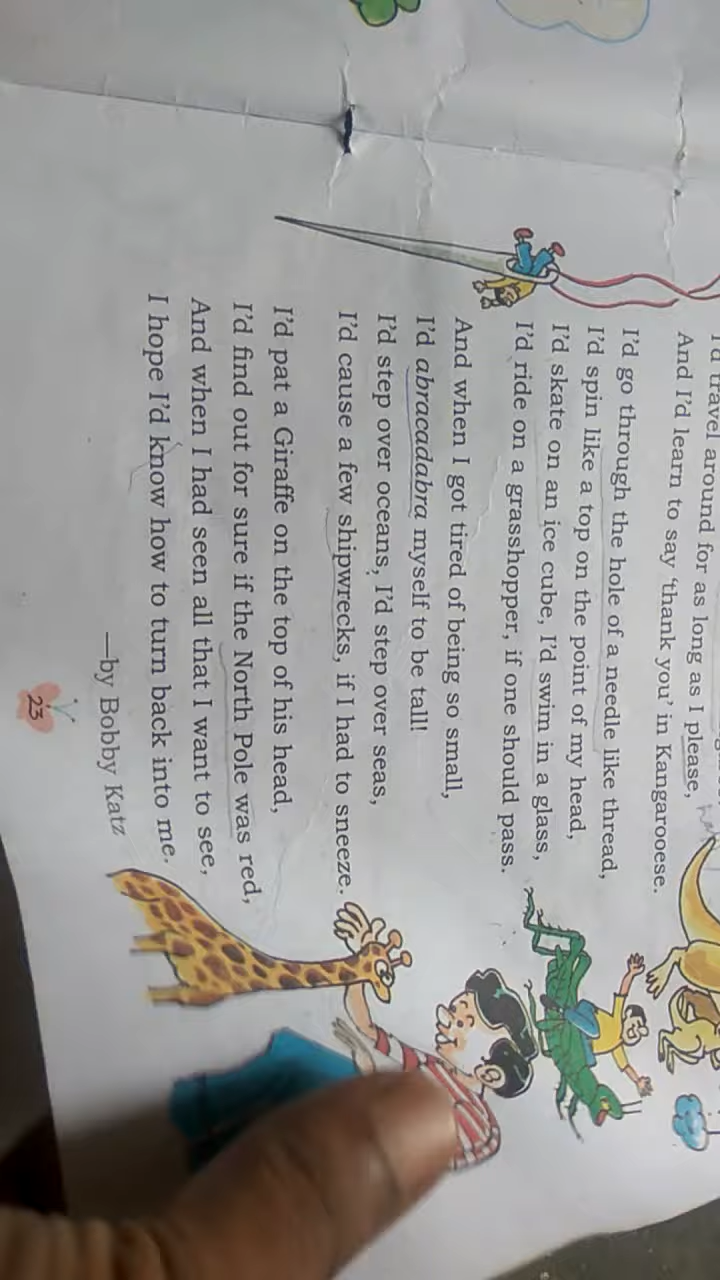 I'd travel around for as long as I please,
And I'd learn to say 'thank you' in Kangarooese.
I'd go through the hole of a needle like thread,
I'd spin like a top on the point of my head,
I'd skate on an ice cube, I'd swim in a glass,
I'd ride on a grasshopper, if one should pass.
And when I got tired of being so small,
I'd abracadabra myself to be tall!
I'd step over oceans, I'd step over seas,
I'd cause a few shipwrecks, if I had to sneeze.
I'd pat a Giraffe on the top of his head,
I'd find out for sure if the North Pole was red,
And when I had seen all that I want to see,
I hope I'd know how to turn back into me.
—by Bobby Katz
23